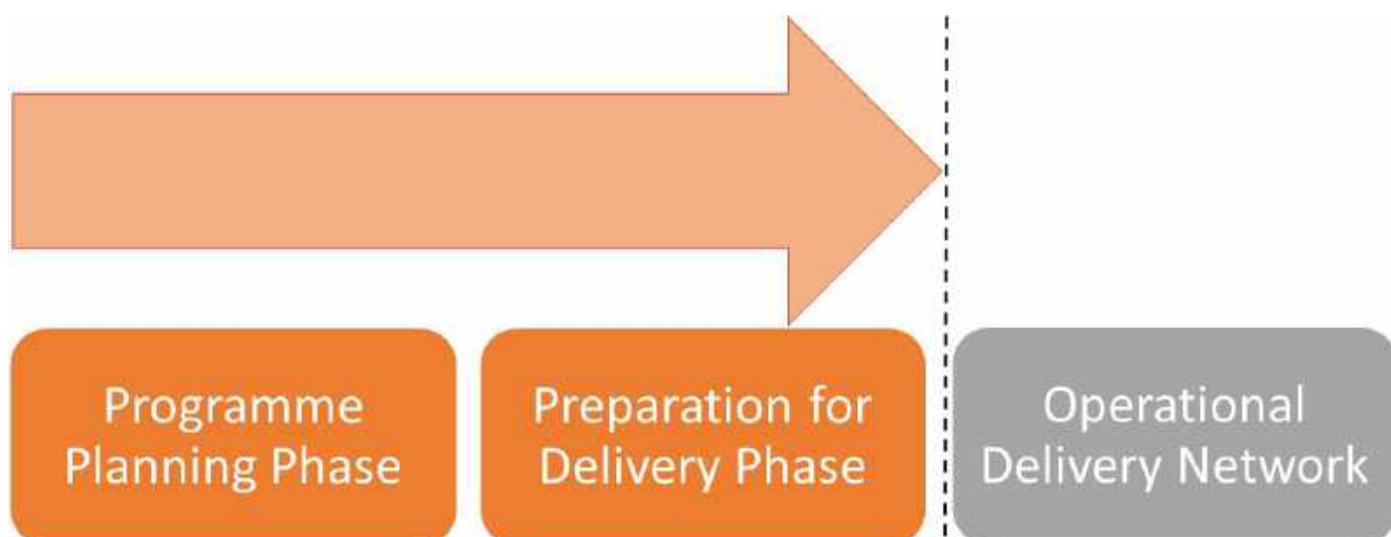 Programme
Planning Phase
Preparation for
Delivery Phase
Operational
Delivery Network